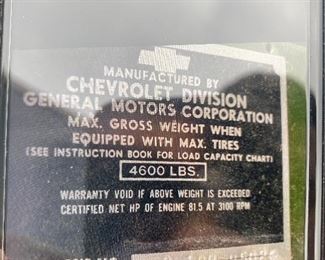 MANUFACTURED BY
CHEVROLET DIVISION
GENERAL MOTORS CORPORATION
MAX. GROSS WEIGHT WHEN
EQUIPPED WITH MAX. TIRES
(SEE INSTRUCTION BOOK FOR LOAD CAPACITY CHART)
4600 LBS.
WARRANTY VOID IF ABOVE WEIGHT IS EXCEEDED
CERTIFIED NET HP OF ENGINE 81.5 AT 3100 RPM